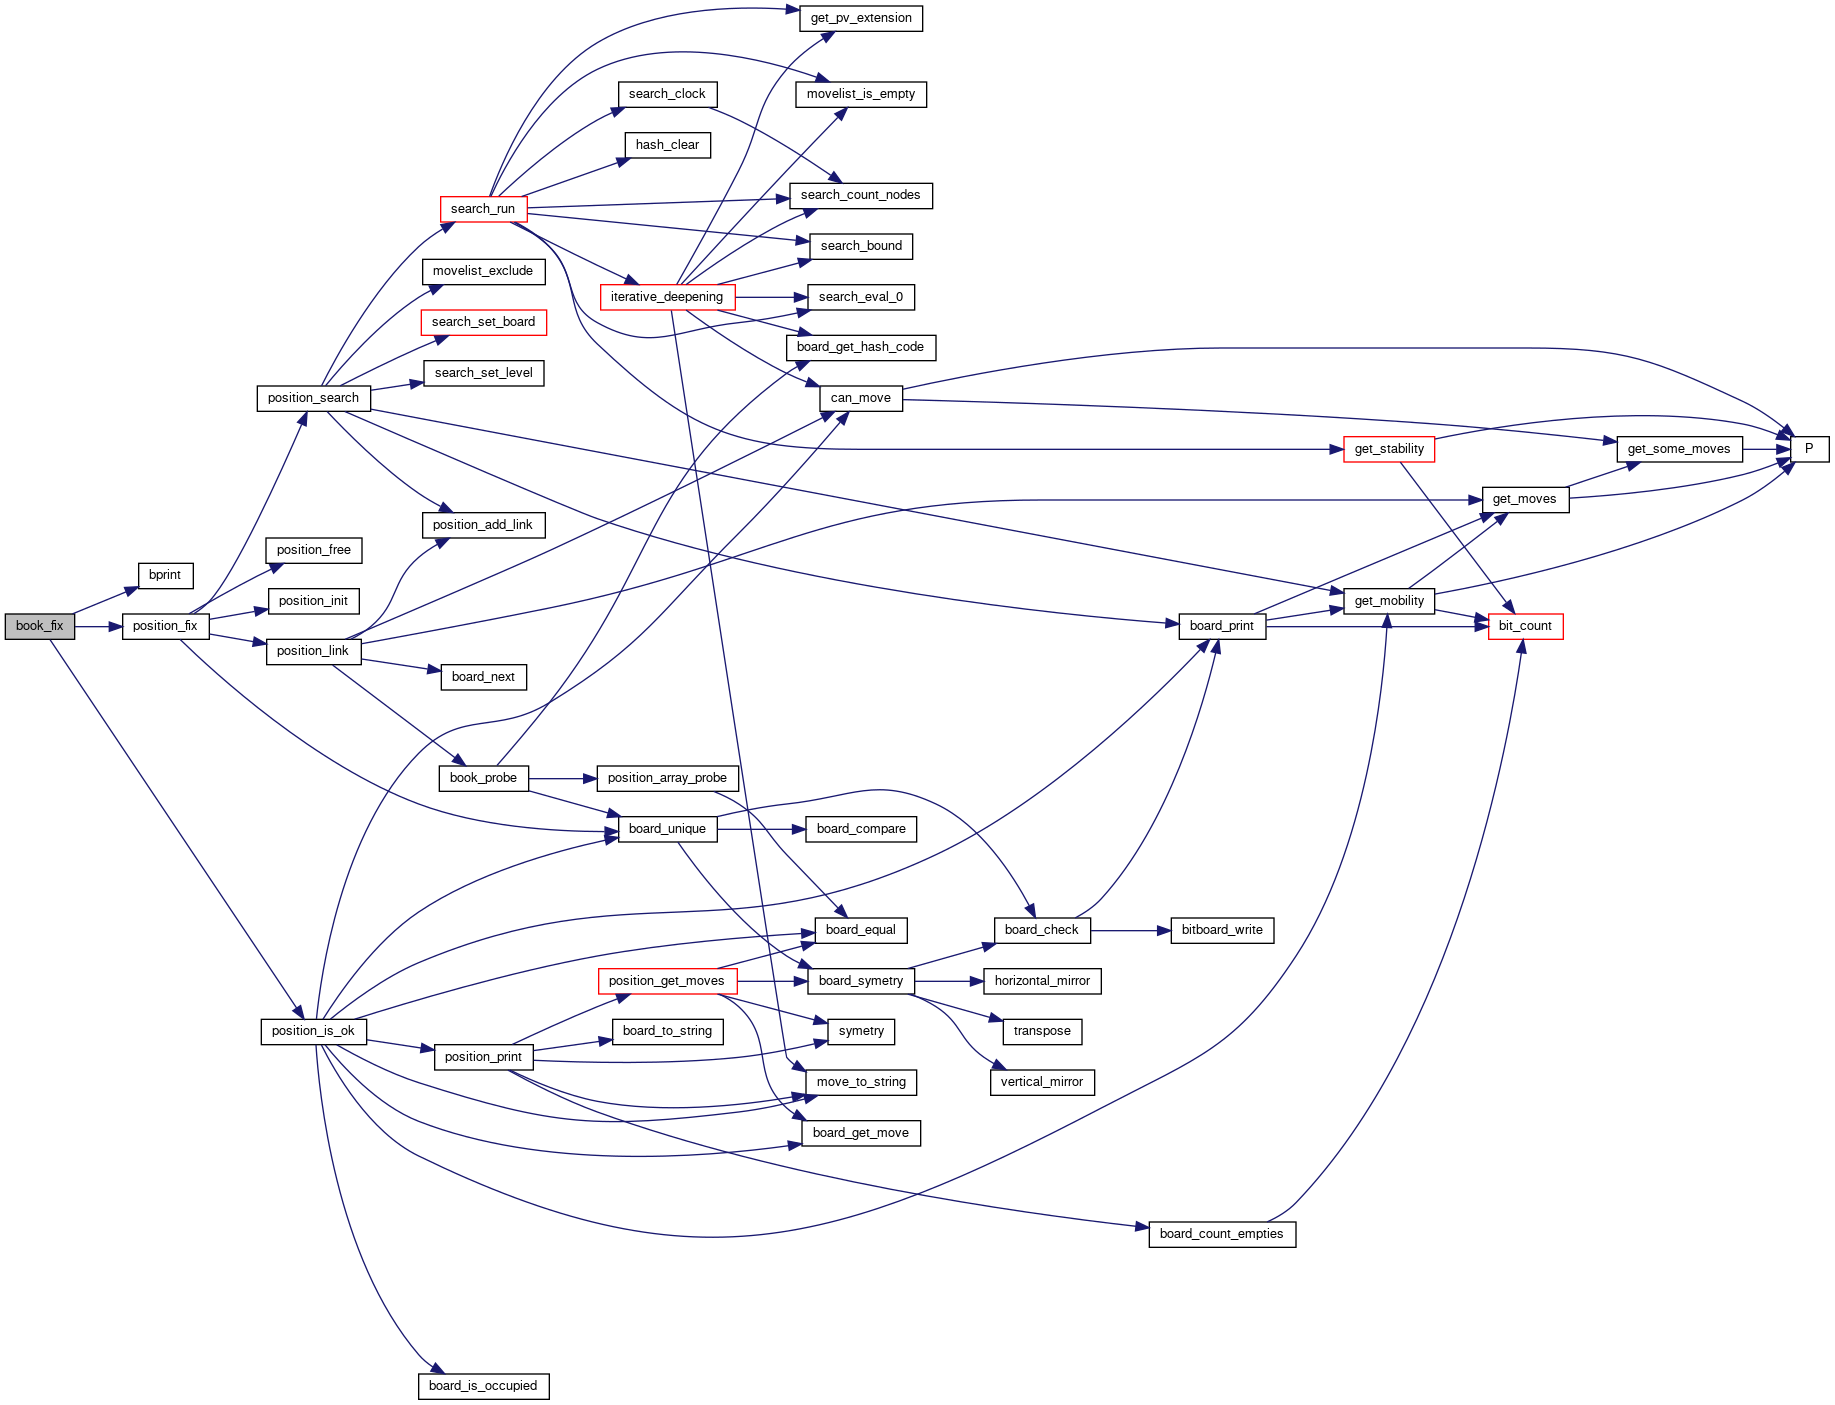 get_pv_extension
search_clock
movelist_is_empty
hash_clear
search_count_nodes
search_run
search_bound
movelist_exclude
iterative_deepening
search_eval_0
search_set_board
board_get_hash_code
search_set_level
position_search
can_move
get_stability
get_some_moves
P
get_moves
position_add_link
position_free
bprint
position_init
get_mobility
book_fix
position_fix
board_print
bit_count
position_link
board_next
book_probe
position_array_probe
board_unique
board_compare
board_equal
board_check
bitboard_write
position_get_moves
board_symetry
horizontal_mirror
position_is_ok
board_to_string
symetry
transpose
position_print
move_to_string
vertical_mirror
board_get_move
board_count_empties
board_is_occupied